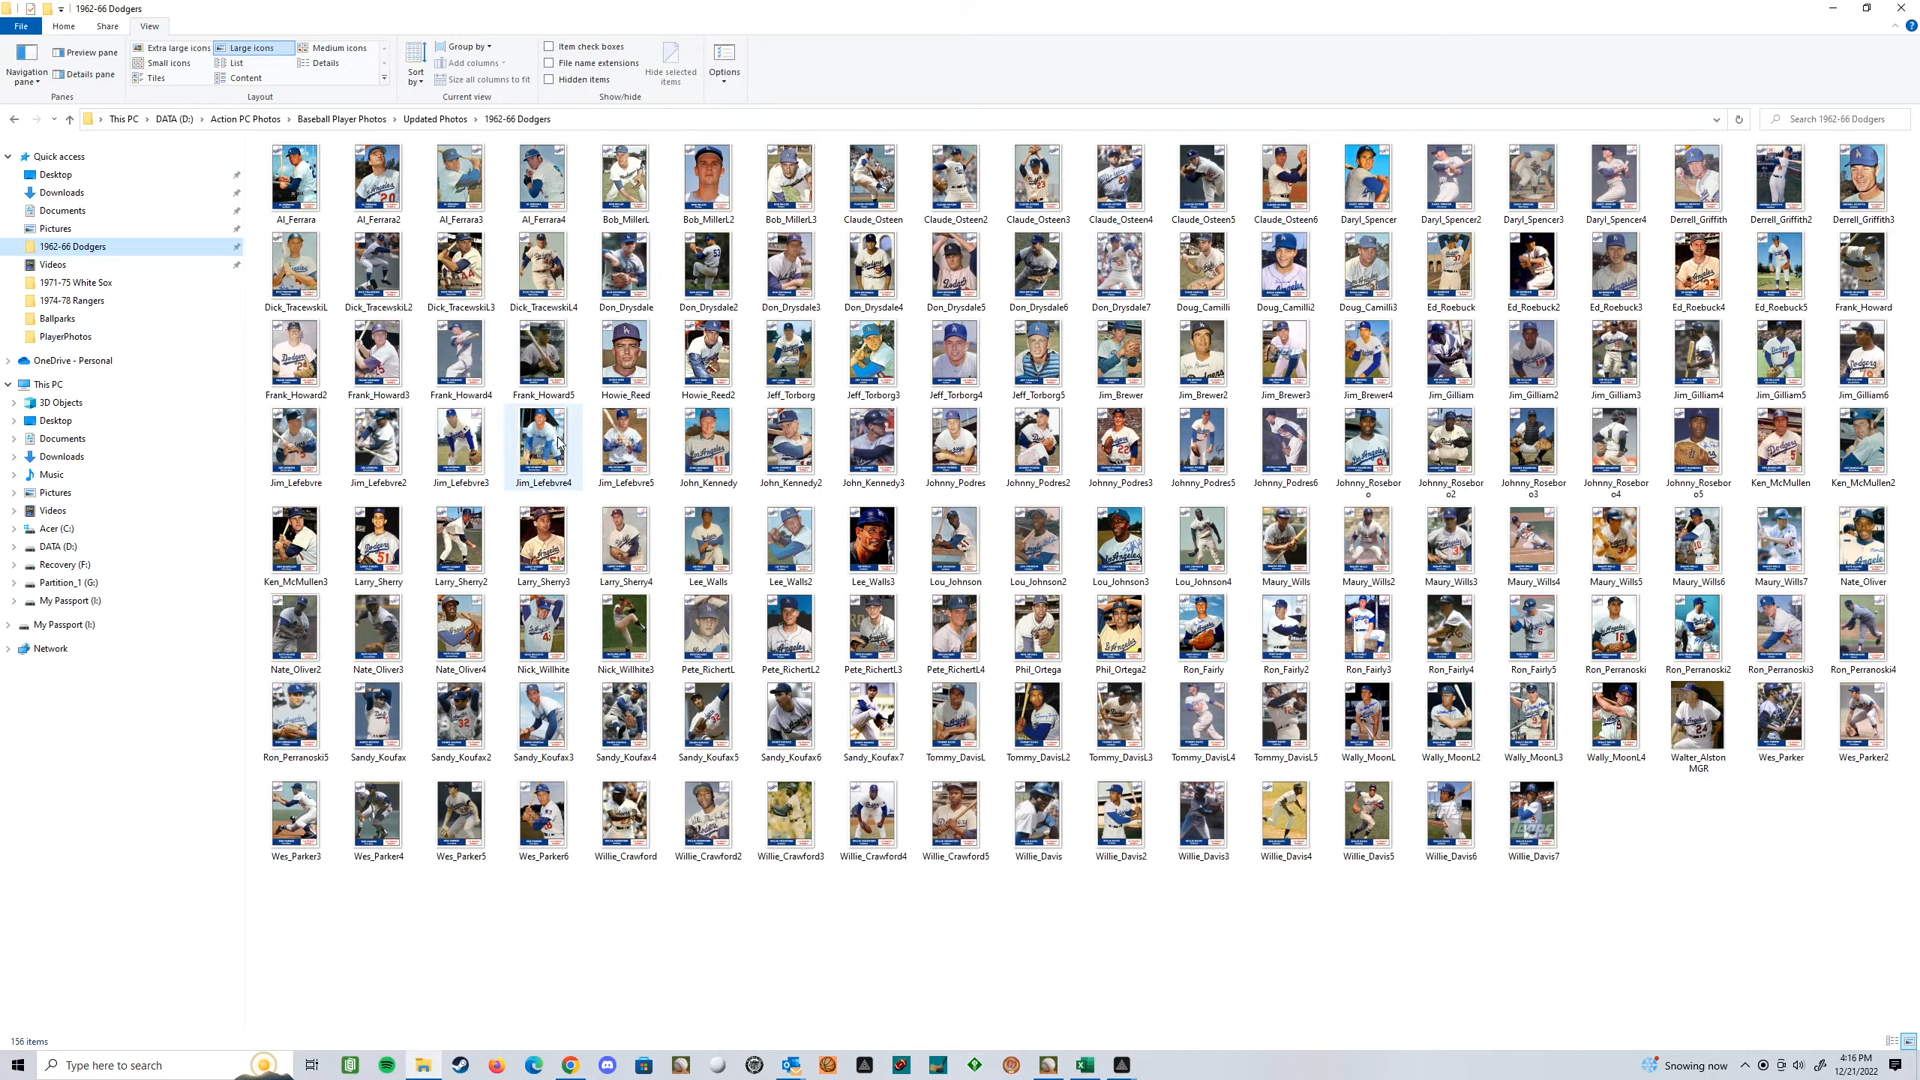 1962-66 Dodgers
File Home Share View
Navigation pane
Preview pane
Details pane
Extra large icons Large icons Medium icons
Small icons List Details
Tiles Content
Sort by
Group by
Add columns
Size all columns to fit
Item check boxes
File name extensions
Hidden items
Hide selected items
Options
Panes Layout Current view Show/hide
This PC > DATA (D:) > Action PC Photos > Baseball Player Photos > Updated Photos > 1962-66 Dodgers
Search 1962-66 Dodgers
Quick access
Desktop
Downloads
Documents
Pictures
1962-66 Dodgers
Videos
1971-75 White Sox
1974-78 Rangers
Ballparks
PlayerPhotos
OneDrive - Personal
This PC
3D Objects
Desktop
Documents
Downloads
Music
Pictures
Videos
Acer (C:)
DATA (D:)
Recovery (F:)
Partition_1 (G:)
My Passport (I:)
My Passport (I:)
Network
Al_Ferrara Al_Ferrara2 Al_Ferrara3 Al_Ferrara4 Bob_MillerL Bob_MillerL2 Bob_MillerL3 Claude_Osteen Claude_Osteen2 Claude_Osteen3 Claude_Osteen4 Claude_Osteen5 Claude_Osteen6 Daryl_Spencer Daryl_Spencer2 Daryl_Spencer3 Daryl_Spencer4 Derrell_Griffith Derrell_Griffith2 Derrell_Griffith3
Dick_TracewskiL Dick_TracewskiL2 Dick_TracewskiL3 Dick_TracewskiL4 Don_Drysdale Don_Drysdale2 Don_Drysdale3 Don_Drysdale4 Don_Drysdale5 Don_Drysdale6 Don_Drysdale7 Doug_Camilli Doug_Camilli2 Doug_Camilli3 Ed_Roebuck Ed_Roebuck2 Ed_Roebuck3 Ed_Roebuck4 Ed_Roebuck5 Frank_Howard
Frank_Howard2 Frank_Howard3 Frank_Howard4 Frank_Howard5 Howie_Reed Howie_Reed2 Jeff_Torborg Jeff_Torborg3 Jeff_Torborg4 Jeff_Torborg5 Jim_Brewer Jim_Brewer2 Jim_Brewer3 Jim_Brewer4 Jim_Gilliam Jim_Gilliam2 Jim_Gilliam3 Jim_Gilliam4 Jim_Gilliam5 Jim_Gilliam6
Jim_Lefebvre Jim_Lefebvre2 Jim_Lefebvre3 Jim_Lefebvre4 Jim_Lefebvre5 John_Kennedy John_Kennedy2 John_Kennedy3 Johnny_Podres Johnny_Podres2 Johnny_Podres3 Johnny_Podres5 Johnny_Podres6 Johnny_Roseboro Johnny_Roseboro2 Johnny_Roseboro3 Johnny_Roseboro4 Johnny_Roseboro5 Ken_McMullen Ken_McMullen2
Ken_McMullen3 Larry_Sherry Larry_Sherry2 Larry_Sherry3 Larry_Sherry4 Lee_Walls Lee_Walls2 Lee_Walls3 Lou_Johnson Lou_Johnson2 Lou_Johnson3 Lou_Johnson4 Maury_Wills Maury_Wills2 Maury_Wills3 Maury_Wills4 Maury_Wills5 Maury_Wills6 Maury_Wills7 Nate_Oliver
Nate_Oliver2 Nate_Oliver3 Nate_Oliver4 Nick_Willhite Nick_Willhite3 Pete_RichertL Pete_RichertL2 Pete_RichertL3 Pete_RichertL4 Phil_Ortega Phil_Ortega2 Ron_Fairly Ron_Fairly2 Ron_Fairly3 Ron_Fairly4 Ron_Fairly5 Ron_Perranoski Ron_Perranoski2 Ron_Perranoski3 Ron_Perranoski4
Ron_Perranoski5 Sandy_Koufax Sandy_Koufax2 Sandy_Koufax3 Sandy_Koufax4 Sandy_Koufax5 Sandy_Koufax6 Sandy_Koufax7 Tommy_DavisL Tommy_DavisL2 Tommy_DavisL3 Tommy_DavisL4 Tommy_DavisL5 Wally_MoonL Wally_MoonL2 Wally_MoonL3 Wally_MoonL4 Walter_Alston MGR Wes_Parker Wes_Parker2
Wes_Parker3 Wes_Parker4 Wes_Parker5 Wes_Parker6 Willie_Crawford Willie_Crawford2 Willie_Crawford3 Willie_Crawford4 Willie_Crawford5 Willie_Davis Willie_Davis2 Willie_Davis3 Willie_Davis4 Willie_Davis5 Willie_Davis6 Willie_Davis7
156 items
Type here to search
Snowing now
4:16 PM
12/21/2022